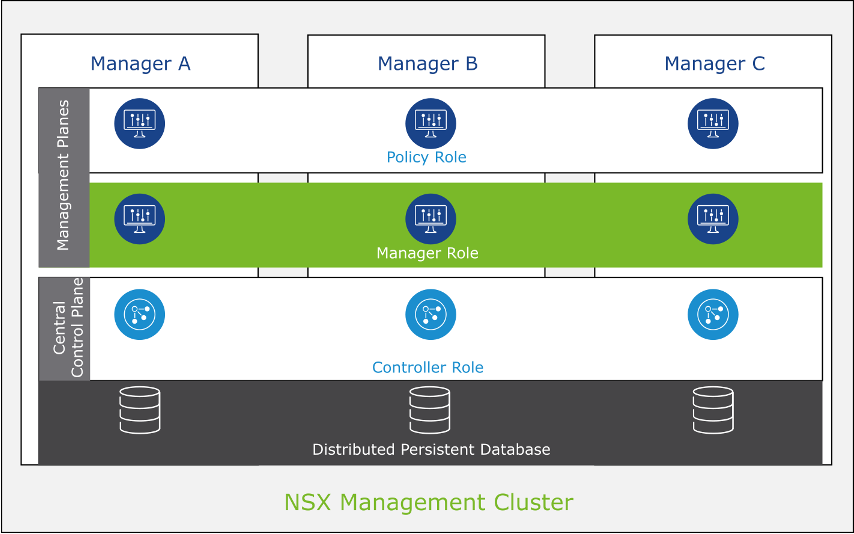 Manager A
Manager B
Manager C
Management Planes
Policy Role
Manager Role
Central
Control Plane
Controller Role
Distributed Persistent Database
NSX Management Cluster